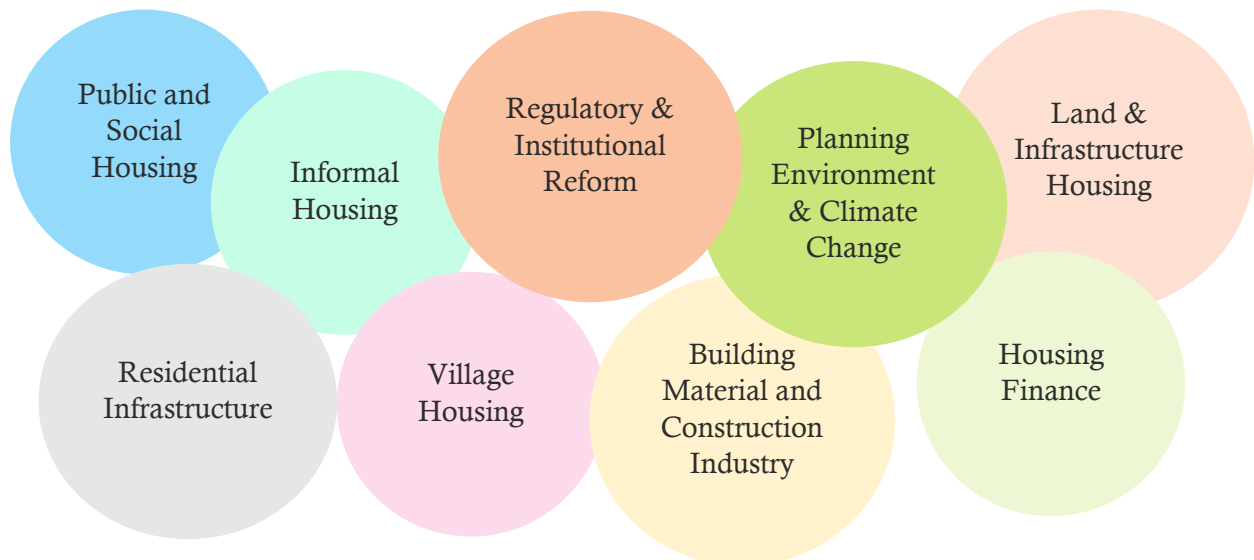 Public and
Social
Housing
Informal
Housing
Regulatory &
Institutional
Reform
Planning
Environment
& Climate
Change
Land &
Infrastructure
Housing
Residential
Infrastructure
Village
Housing
Building
Material and
Construction
Industry
Housing
Finance